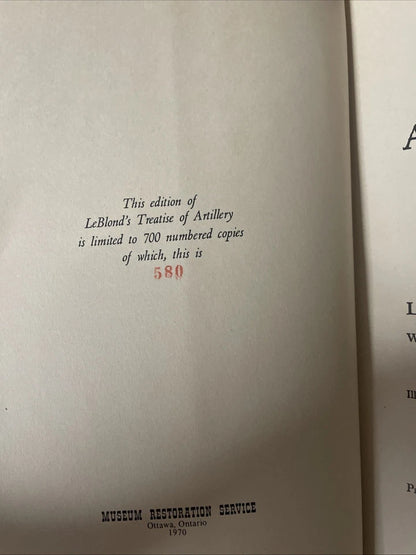 This edition of
LeBlond's Treatise of Artillery
is limited to 700 numbered copies
of which, this is
580
MUSEUM RESTORATION SERVICE
Ottawa, Ontario
1970
A
L
W
Ill
P